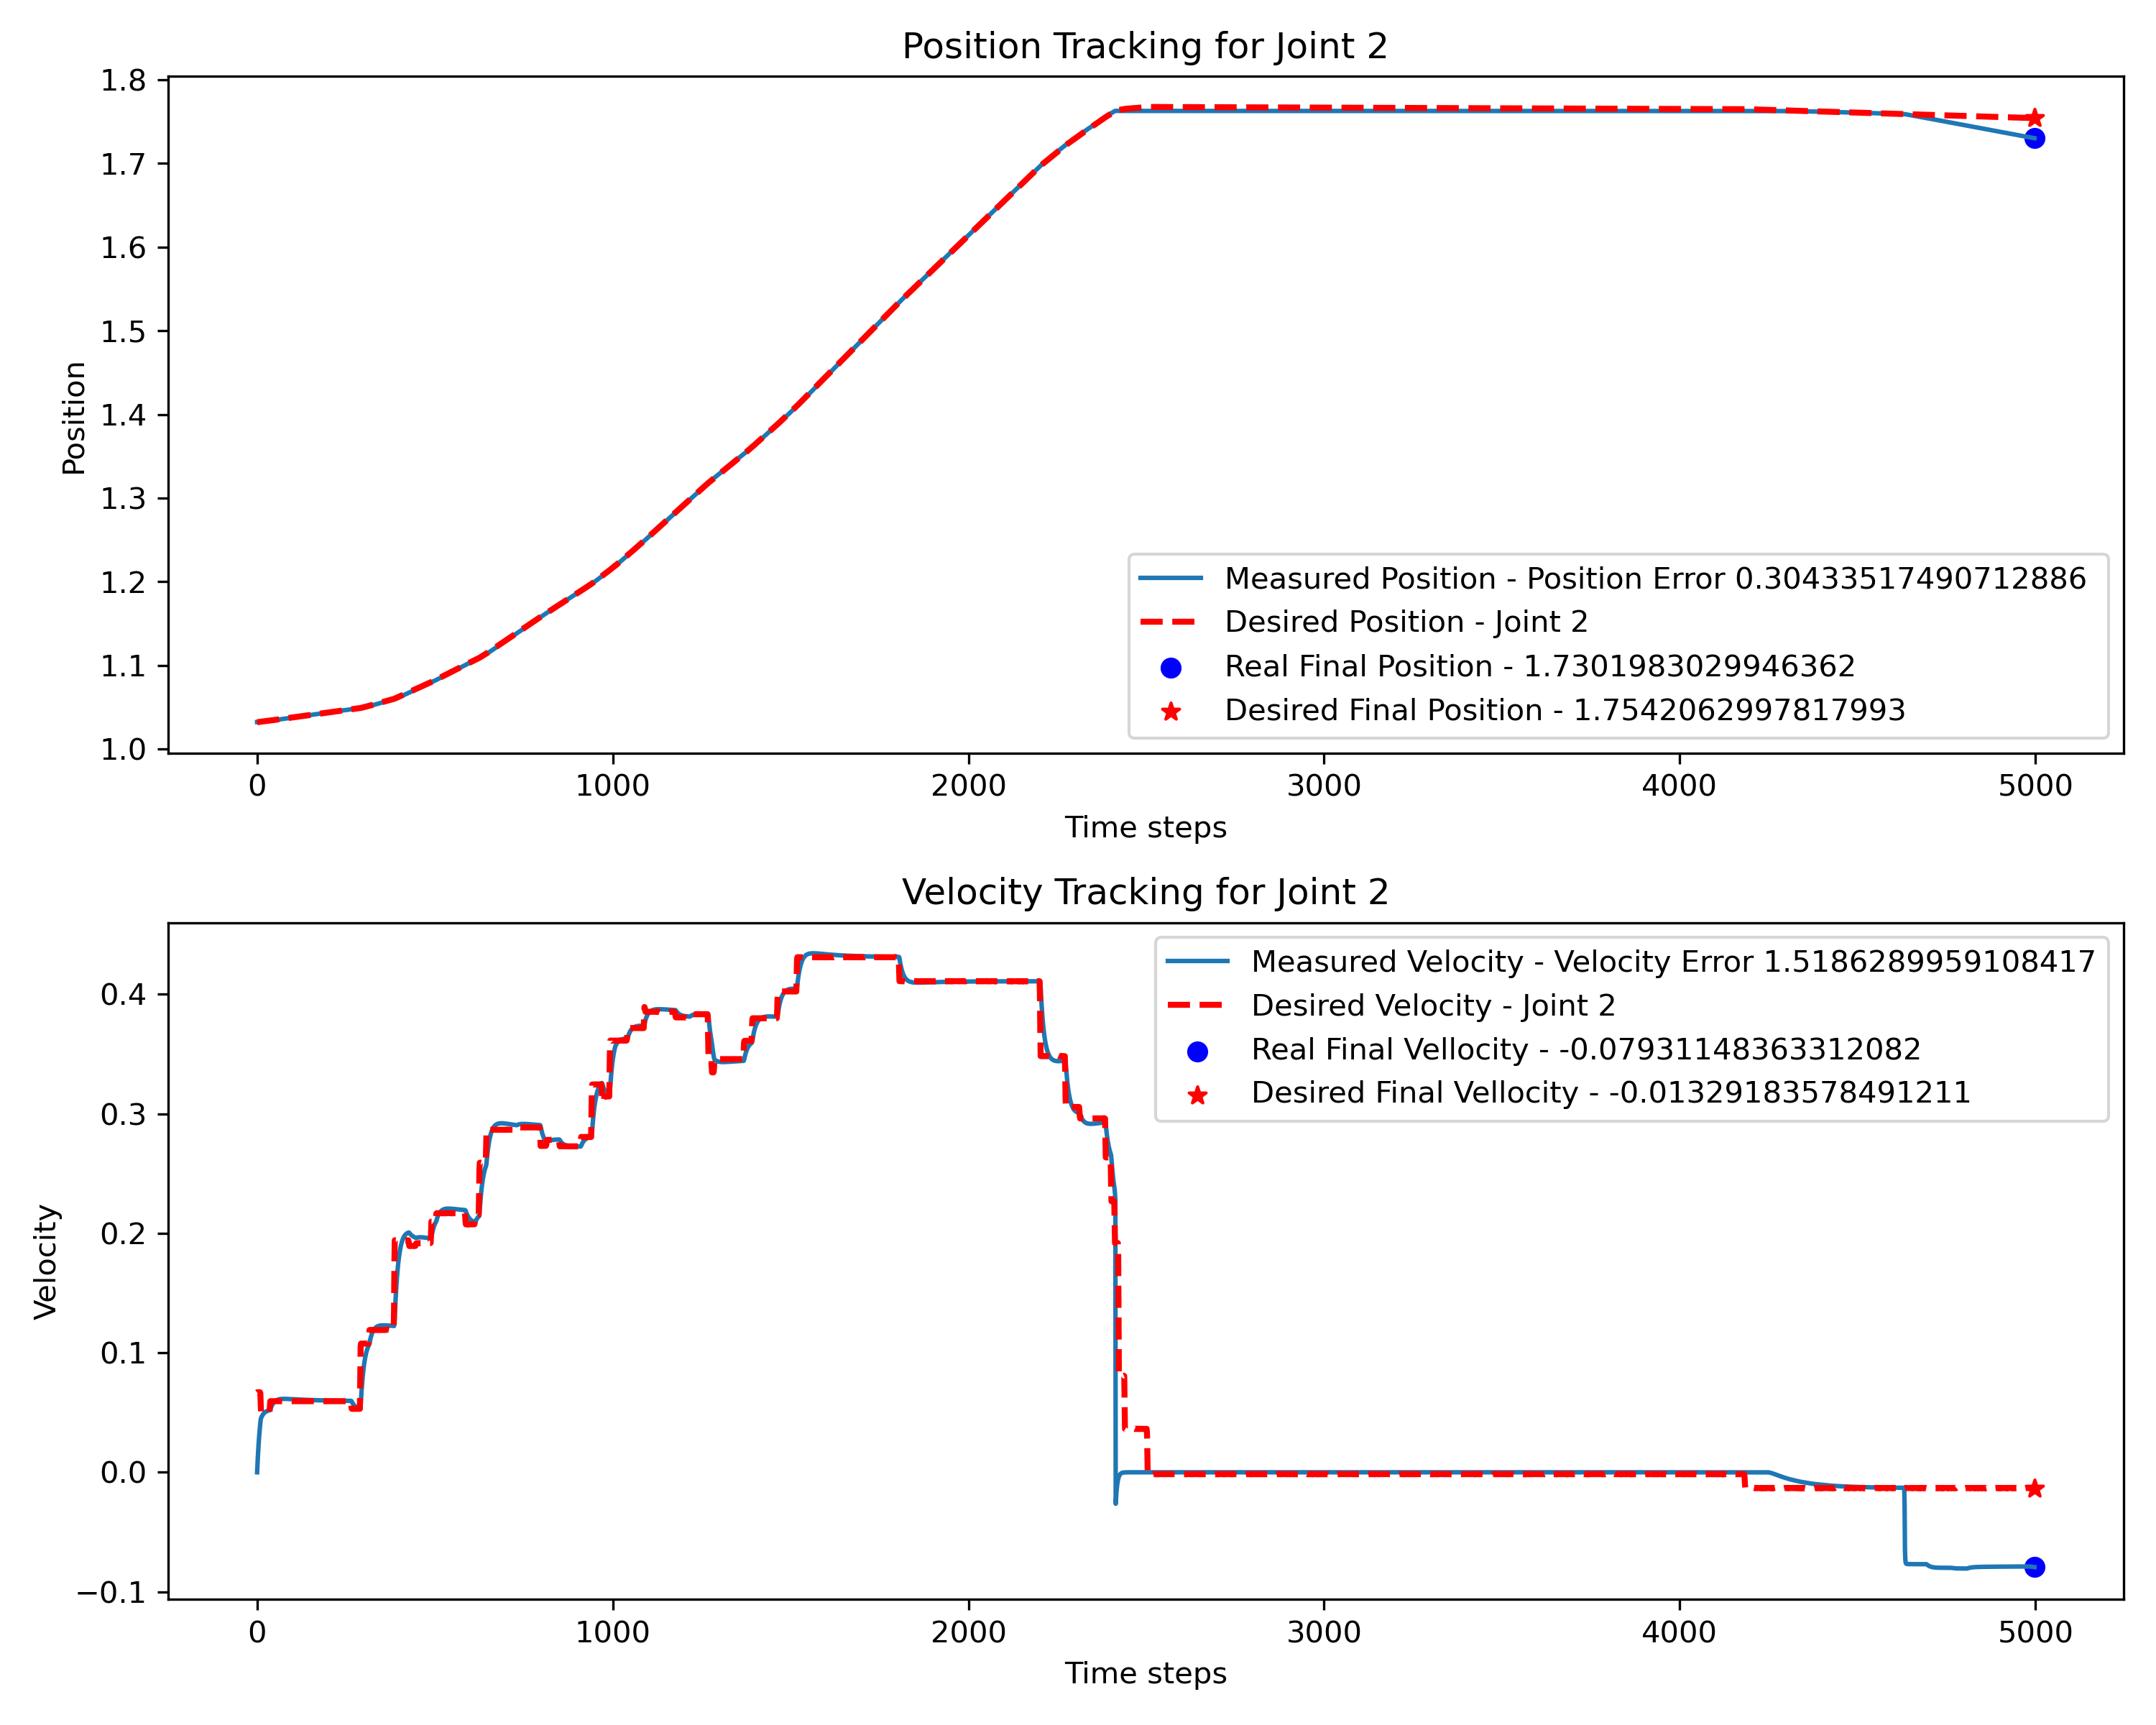 Position Tracking for Joint 2
1.8
1.7
1.6
1.5
1.4
1.3
1.2
1.1
1.0
Position
Measured Position - Position Error 0.30433517490712886
Desired Position - Joint 2
Real Final Position - 1.7301983029946362
Desired Final Position - 1.7542062997817993
0 1000 2000 3000 4000 5000
Time steps
Velocity Tracking for Joint 2
0.4
0.3
0.2
0.1
0.0
−0.1
Velocity
Measured Velocity - Velocity Error 1.5186289959108417
Desired Velocity - Joint 2
Real Final Vellocity - -0.07931148363312082
Desired Final Vellocity - -0.01329183578491211
0 1000 2000 3000 4000 5000
Time steps